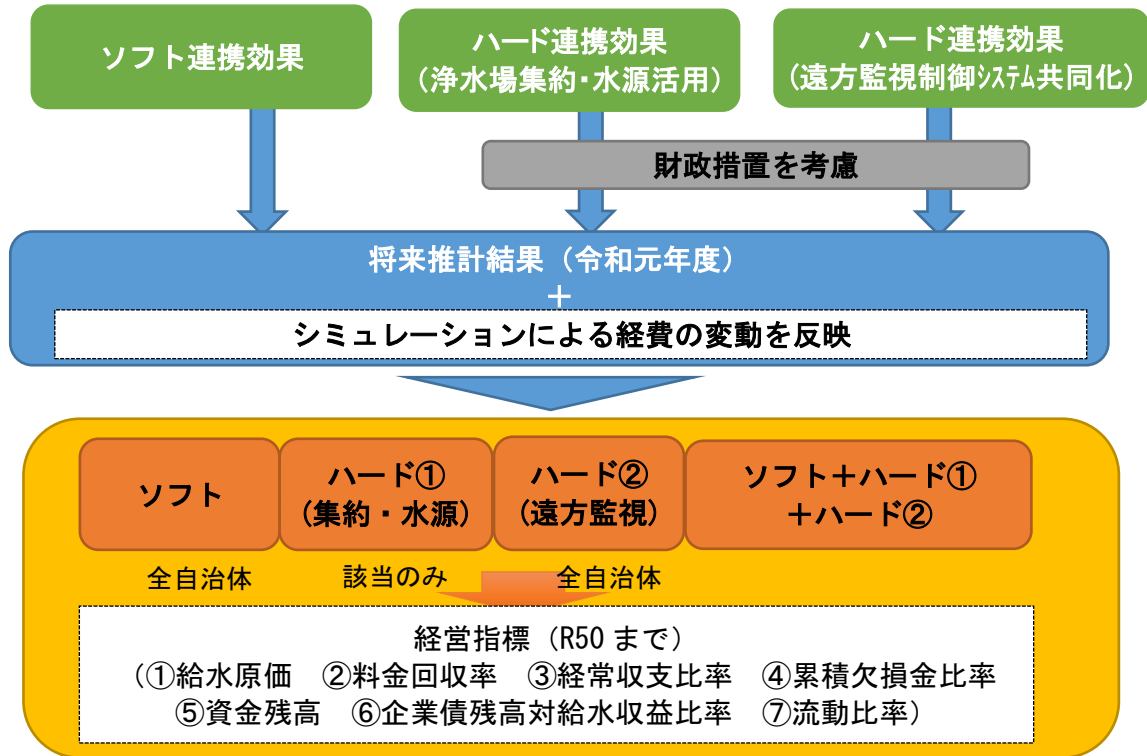 ソフト連携効果
ハード連携効果
(浄水場集約・水源活用)
ハード連携効果
(遠方監視制御ｼｽﾃﾑ共同化)
財政措置を考慮
将来推計結果（令和元年度）
＋
シミュレーションによる経費の変動を反映
ソフト
ハード①
(集約・水源)
ハード②
(遠方監視)
ソフト＋ハード①
＋ハード②
全自治体
該当のみ
全自治体
経営指標（R50 まで）
（①給水原価　②料金回収率　③経常収支比率　④累積欠損金比率
⑤資金残高　⑥企業債残高対給水収益比率　⑦流動比率）